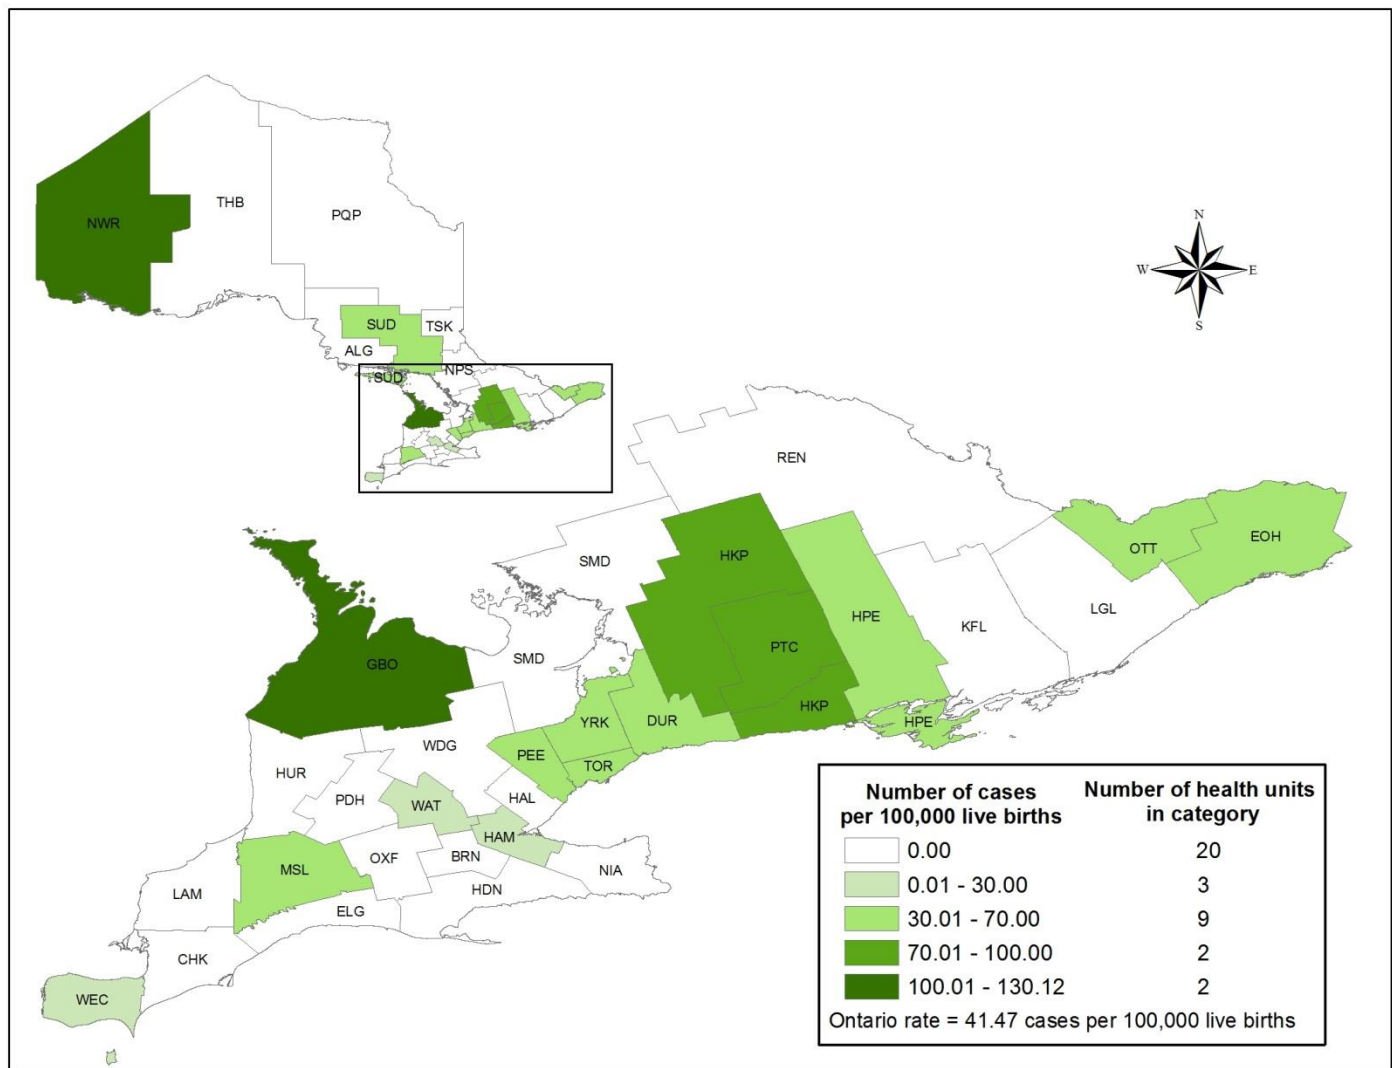 THB
NWR
PQP
N
W
E
S
SUD
TSK
ALG
NPS
SUD
REN
HKP
SMD
OTT
EOH
LGL
HPE
KFL
PTC
SMD
GBO
HKP
YRK
DUR
HPE
WDG
PEE
TOR
HUR
PDH
WAT
HAL
HAM
MSL
OXF
BRN
NIA
LAM
HDN
ELG
CHK
WEC
Number of cases Number of health units
per 100,000 live births in category
0.00 20
0.01 - 30.00 3
30.01 - 70.00 9
70.01 - 100.00 2
100.01 - 130.12 2
Ontario rate = 41.47 cases per 100,000 live births